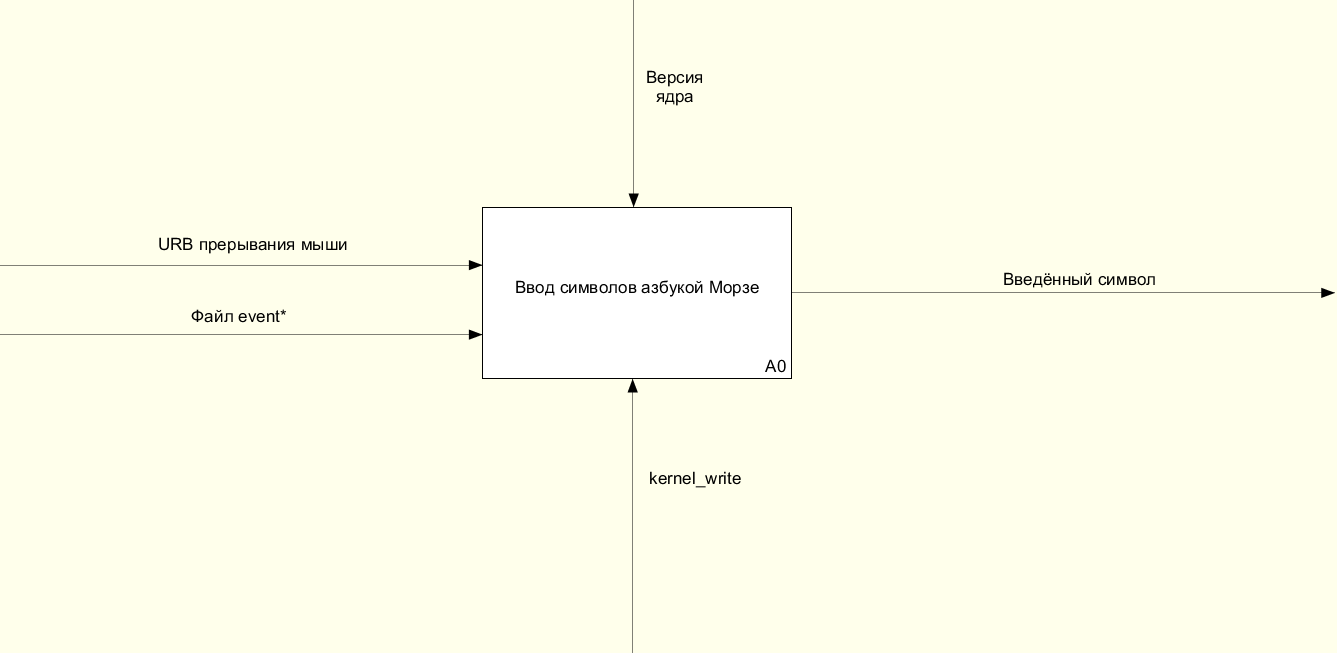 Версия
ядра
URB прерывания мыши
Введённый символ
Ввод символов азбукой Морзе
Файл event*
A0
kernel_write